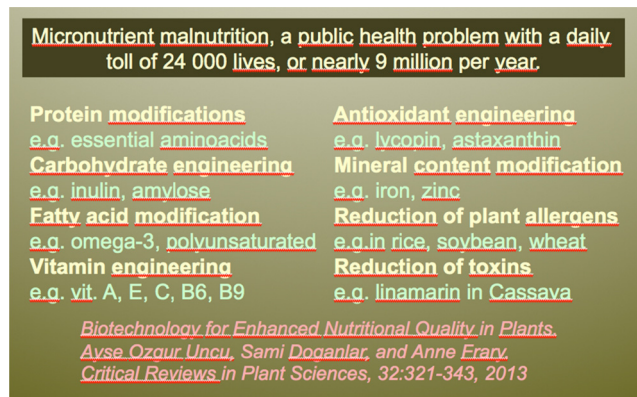 Micronutrient malnutrition, a public health problem with a daily
toll of 24 000 lives, or nearly 9 million per year.
Protein modifications
e.g. essential aminoacids
Carbohydrate engineering
e.g. inulin, amylose
Fatty acid modification
e.g. omega-3, polyunsaturated
Vitamin engineering
e.g. vit. A, E, C, B6, B9
Antioxidant engineering
e.g. lycopin, astaxanthin
Mineral content modification
e.g. iron, zinc
Reduction of plant allergens
e.g.in rice, soybean, wheat
Reduction of toxins
e.g. linamarin in Cassava
Biotechnology for Enhanced Nutritional Quality in Plants,
Ayse Ozgur Uncu, Sami Doganlar, and Anne Frary.
Critical Reviews in Plant Sciences, 32:321-343, 2013